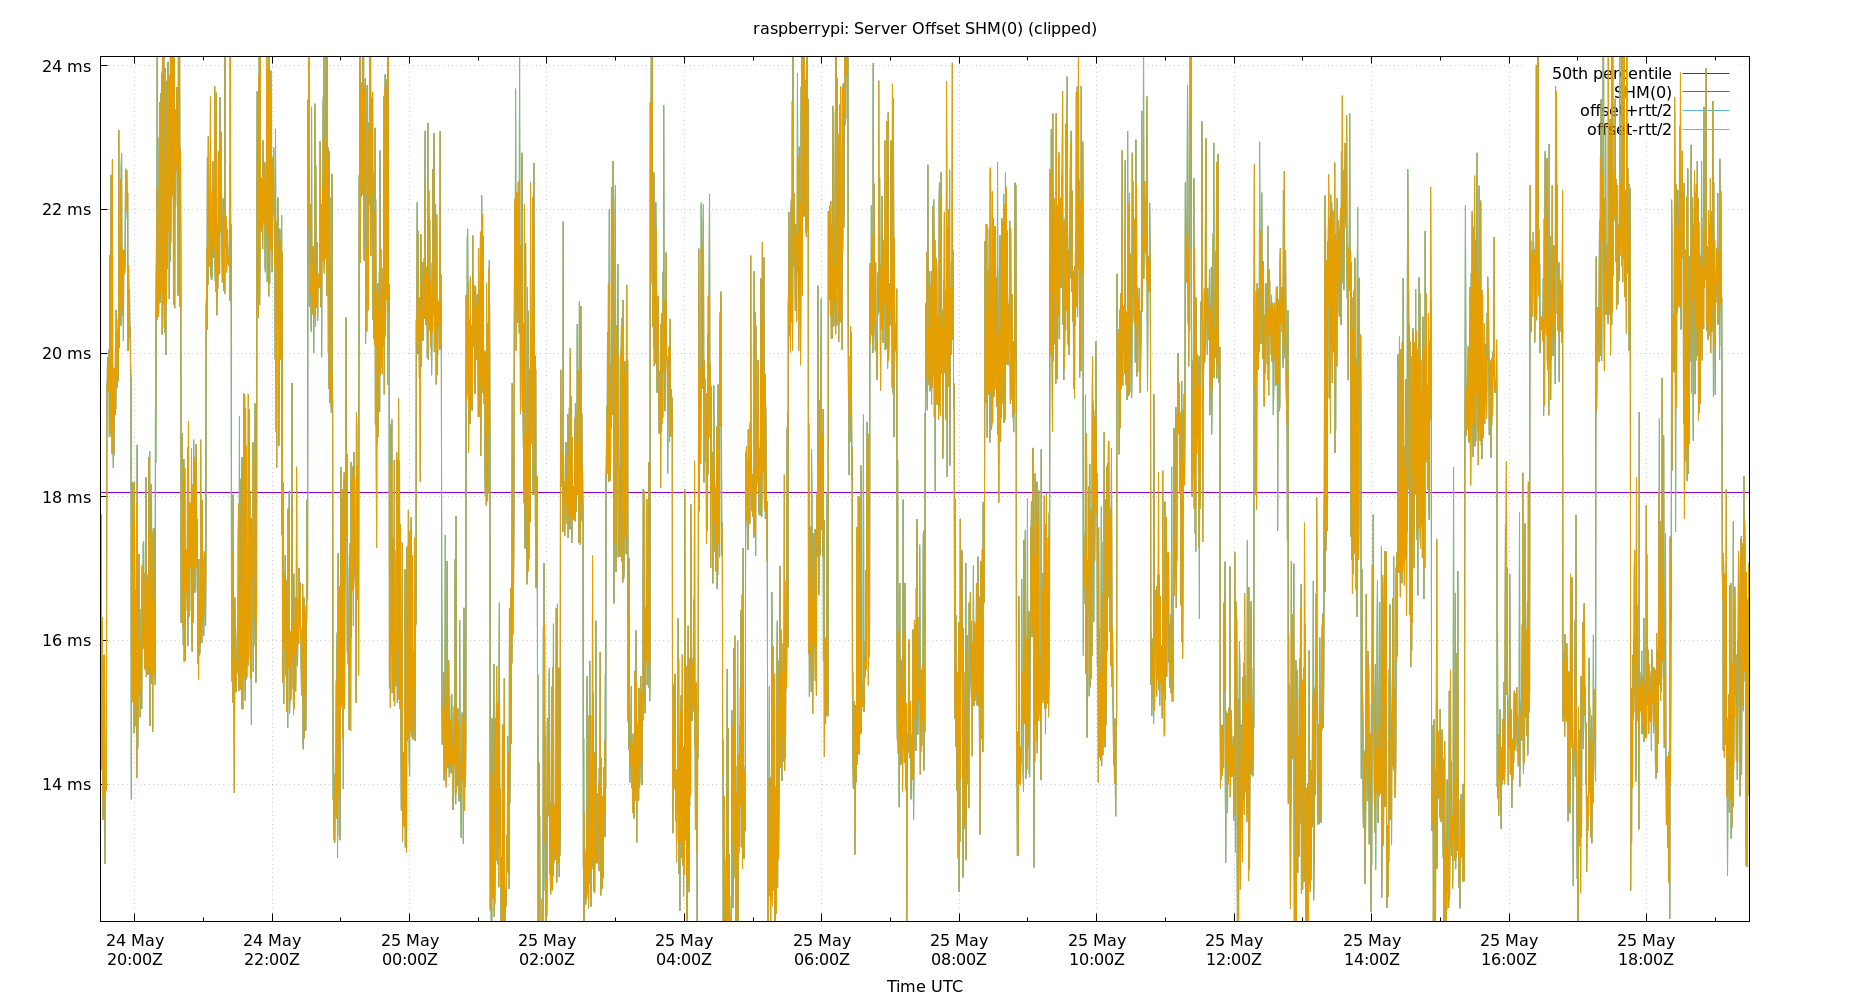 raspberrypi: Server Offset SHM(0) (clipped)
24 ms
22 ms
20 ms
18 ms
16 ms
14 ms
50th percentile
SHM(0)
offset+rtt/2
offset-rtt/2
24 May 24 May 25 May 25 May 25 May 25 May 25 May 25 May 25 May 25 May 25 May 25 May
20:00Z 22:00Z 00:00Z 02:00Z 04:00Z 06:00Z 08:00Z 10:00Z 12:00Z 14:00Z 16:00Z 18:00Z
Time UTC